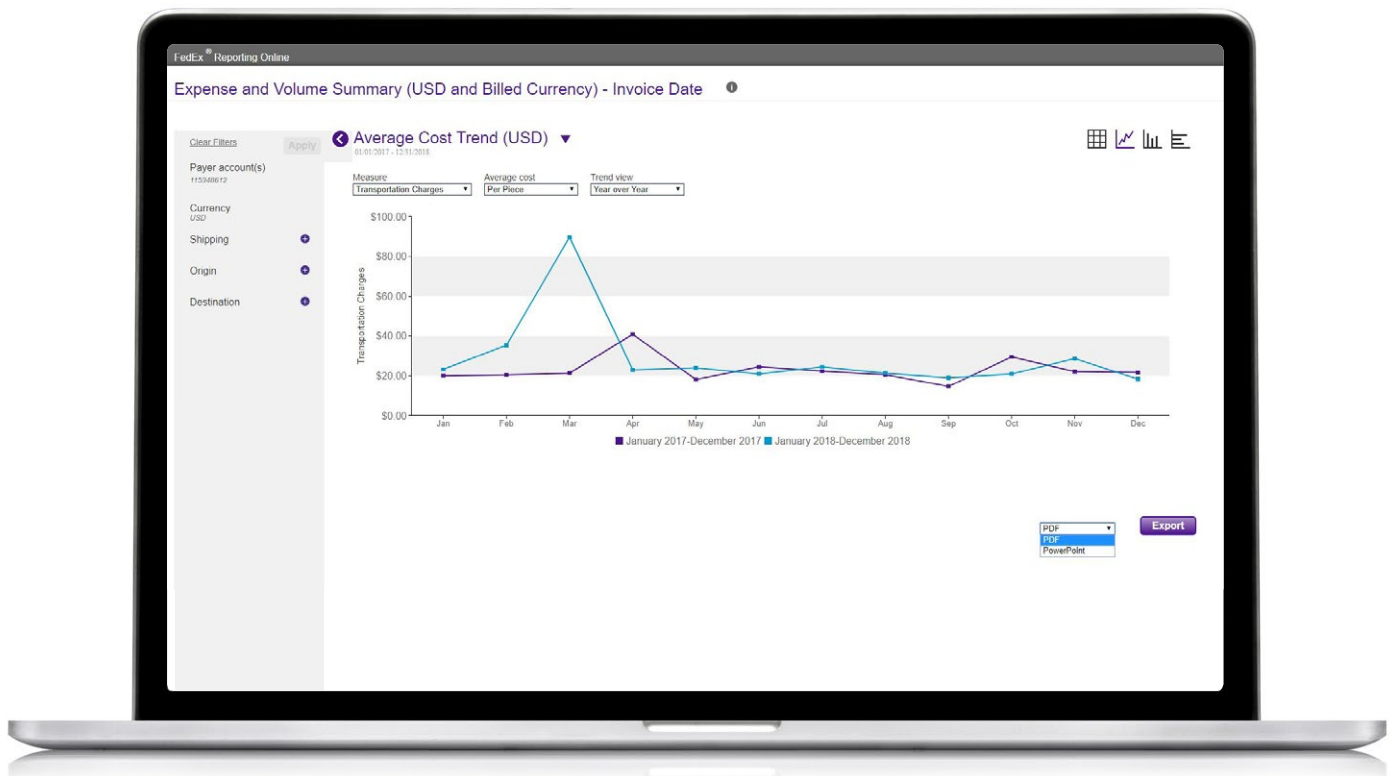 FedEx® Reporting Online
Expense and Volume Summary (USD and Billed Currency) - Invoice Date
Clear Filters
Apply
Payer account(s)
115940612
Currency
USD
Shipping
Origin
Destination
Average Cost Trend (USD)
01/01/2017 - 12/31/2018
Measure
Transportation Charges
Average cost
Per Piece
Trend view
Year over Year
Transportation Charges
$100.00
$80.00
$60.00
$40.00
$20.00
$0.00
Jan Feb Mar Apr May Jun Jul Aug Sep Oct Nov Dec
January 2017-December 2017 January 2018-December 2018
PDF
PDF
PowerPoint
Export